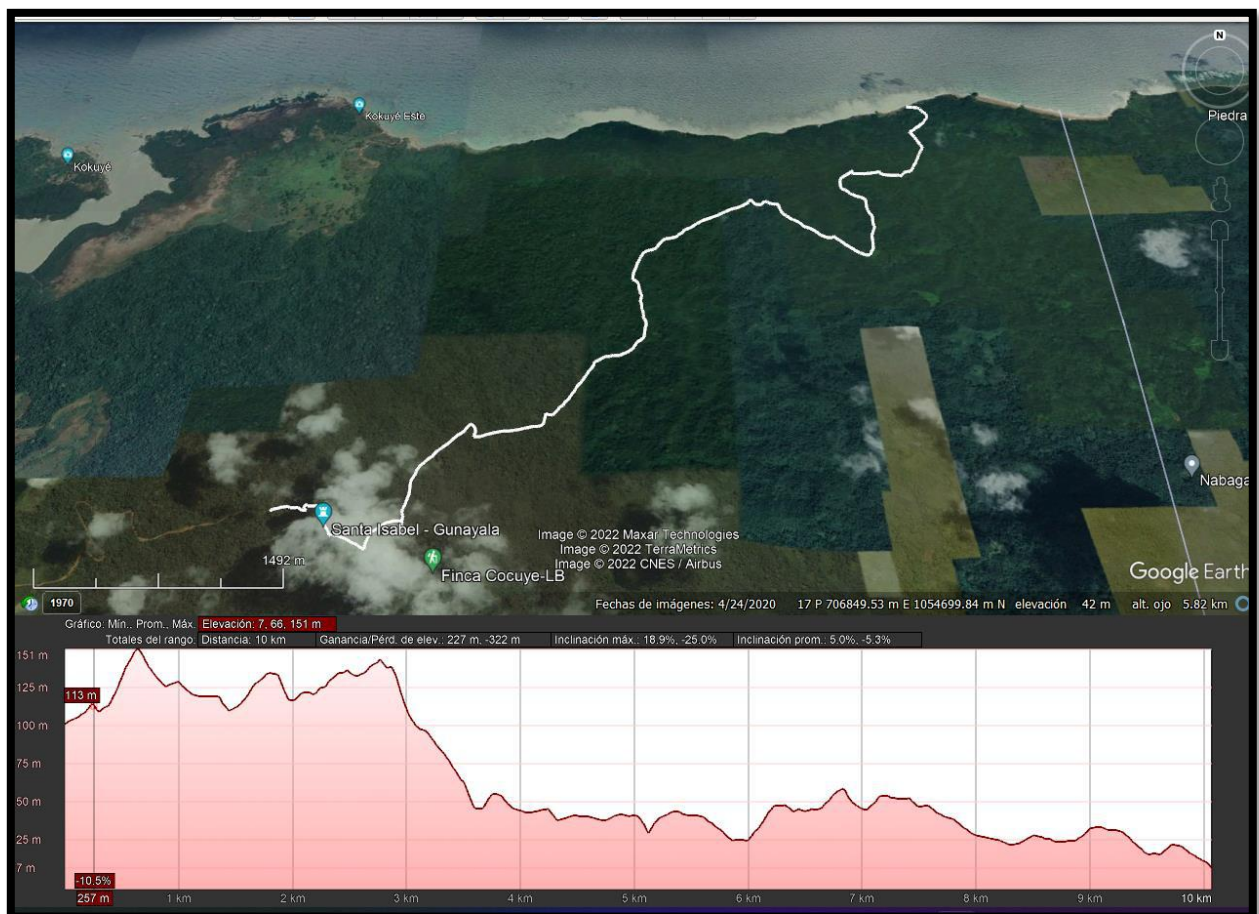 N
Kokuyé Este
Piedra
Kokuyé
Nabaga
Santa Isabel - Gunayala
Image © 2022 Maxar Technologies
Image © 2022 TerraMetrics
Image © 2022 CNES / Airbus
1492 m
Finca Cocuye-LB
Google Earth
1970
Fechas de imágenes: 4/24/2020 17 P 706849.53 m E 1054699.84 m N elevación 42 m alt. ojo 5.82 km
Gráfico: Mín., Prom., Máx. Elevación: 7, 66, 151 m
Totales del rango: Distancia: 10 km Ganancia/Pérd. de elev.: 227 m, -322 m Inclinación máx.: 18.9%, -25.0% Inclinación prom.: 5.0%, -5.3%
151 m
125 m
113 m
100 m
75 m
50 m
25 m
7 m
-10.5%
257 m 1 km 2 km 3 km 4 km 5 km 6 km 7 km 8 km 9 km 10 km